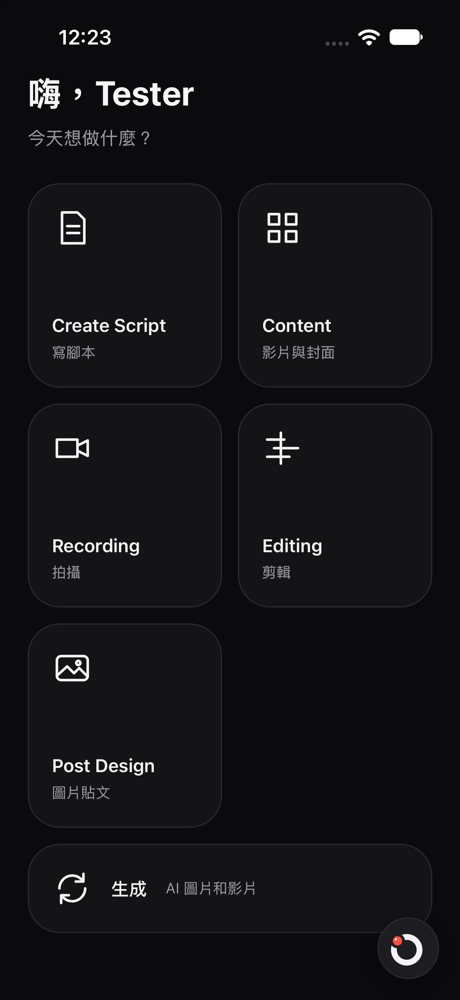 12:23
嗨，Tester
今天想做什麼？
Create Script
寫腳本
Content
影片與封面
Recording
拍攝
Editing
剪輯
Post Design
圖片貼文
生成 AI 圖片和影片